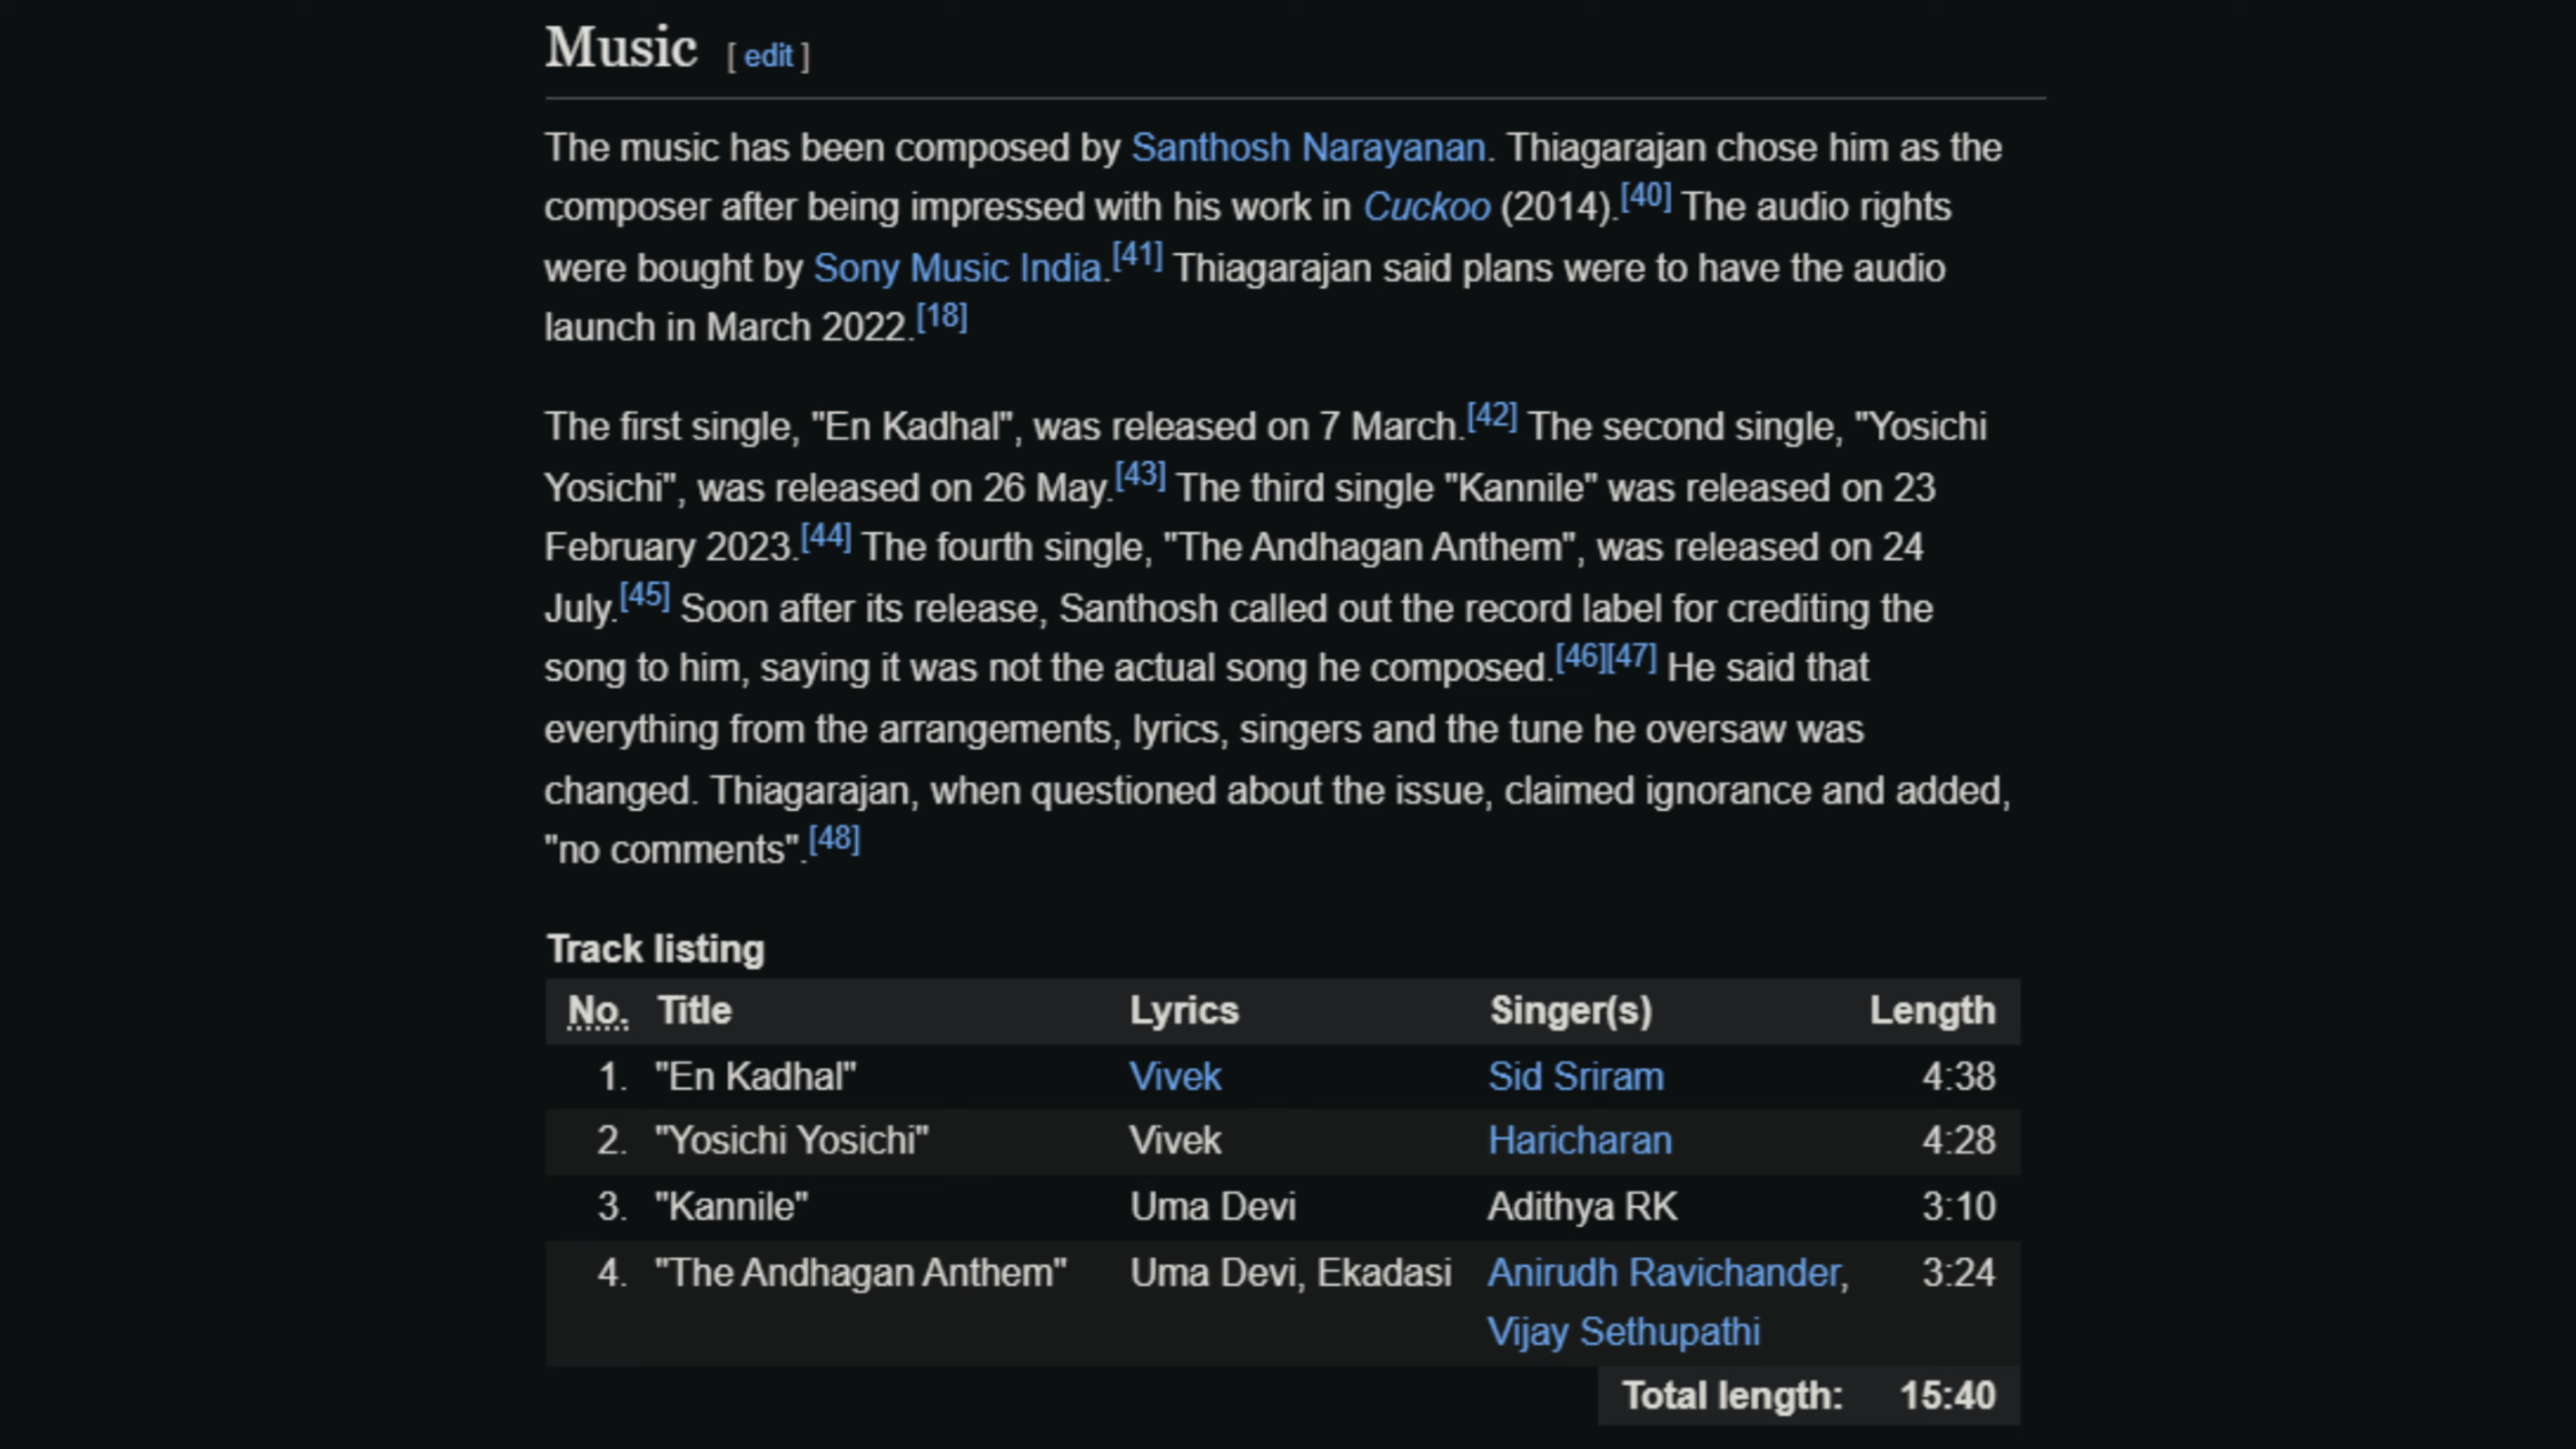 Music [ edit ]
The music has been composed by Santhosh Narayanan. Thiagarajan chose him as the
composer after being impressed with his work in Cuckoo (2014).[40] The audio rights
were bought by Sony Music India.[41] Thiagarajan said plans were to have the audio
launch in March 2022.[18]
The first single, "En Kadhal", was released on 7 March.[42] The second single, "Yosichi
Yosichi", was released on 26 May.[43] The third single "Kannile" was released on 23
February 2023.[44] The fourth single, "The Andhagan Anthem", was released on 24
July.[45] Soon after its release, Santhosh called out the record label for crediting the
song to him, saying it was not the actual song he composed.[46][47] He said that
everything from the arrangements, lyrics, singers and the tune he oversaw was
changed. Thiagarajan, when questioned about the issue, claimed ignorance and added,
"no comments".[48]
Track listing
No. Title Lyrics Singer(s) Length
1. "En Kadhal" Vivek Sid Sriram 4:38
2. "Yosichi Yosichi" Vivek Haricharan 4:28
3. "Kannile" Uma Devi Adithya RK 3:10
4. "The Andhagan Anthem" Uma Devi, Ekadasi Anirudh Ravichander, 3:24
Vijay Sethupathi
Total length: 15:40